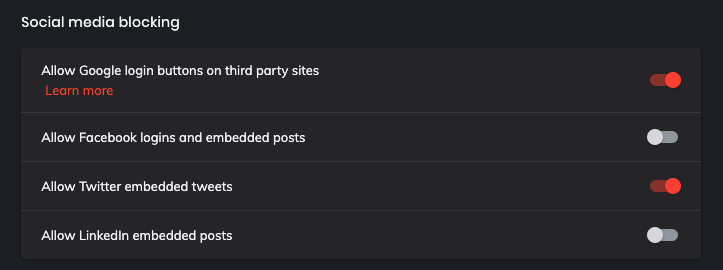 Social media blocking
Allow Google login buttons on third party sites
Learn more
Allow Facebook logins and embedded posts
Allow Twitter embedded tweets
Allow LinkedIn embedded posts